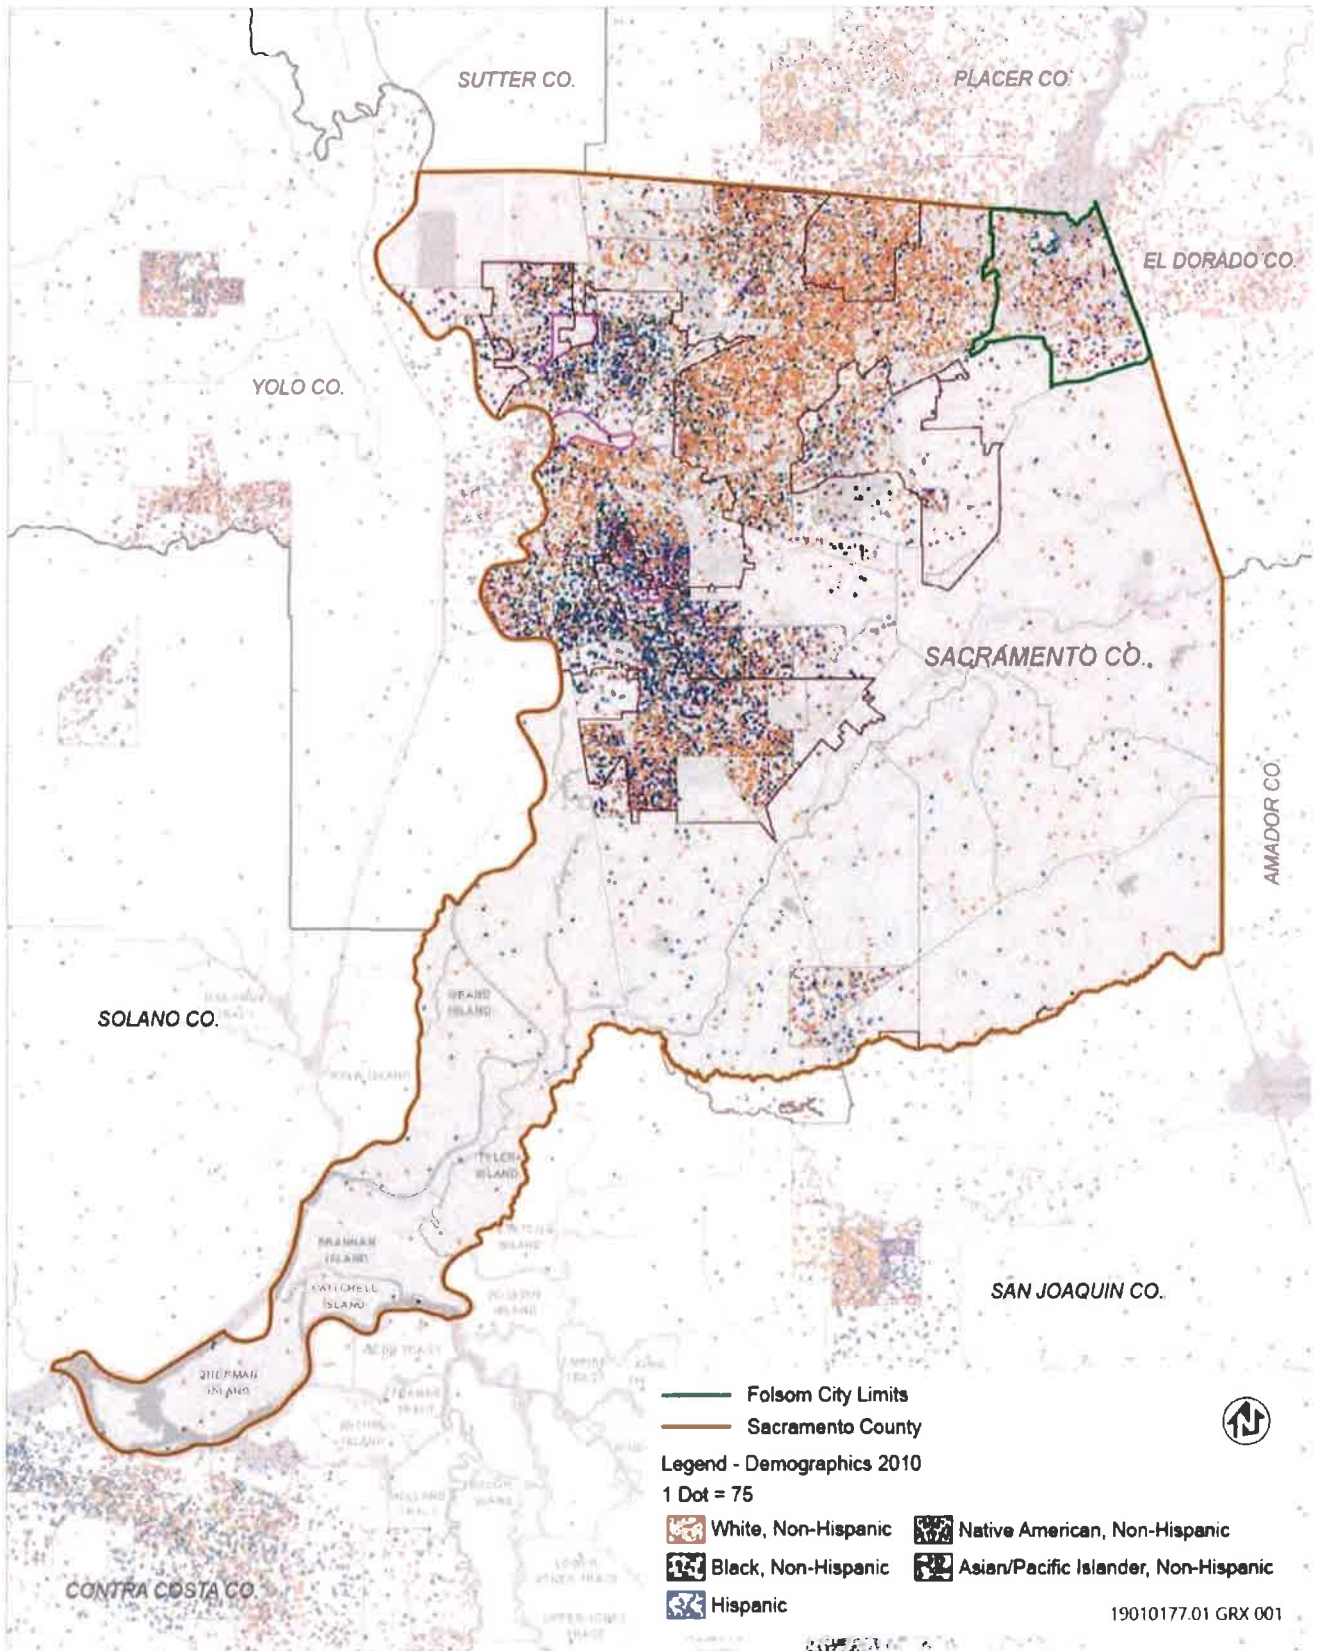 SUTTER CO.
PLACER CO.
EL DORADO CO.
YOLO CO.
SACRAMENTO CO.
AMADOR CO.
SOLANO CO.
GRAND
ISLAND
TYLER
ISLAND
BRANNAN
ISLAND
TWITCHELL
ISLAND
SHERMAN
ISLAND
SAN JOAQUIN CO.
CONTRA COSTA CO.
Folsom City Limits
Sacramento County
Legend - Demographics 2010
1 Dot = 75
White, Non-Hispanic
Native American, Non-Hispanic
Black, Non-Hispanic
Asian/Pacific Islander, Non-Hispanic
Hispanic
N
19010177.01 GRX 001